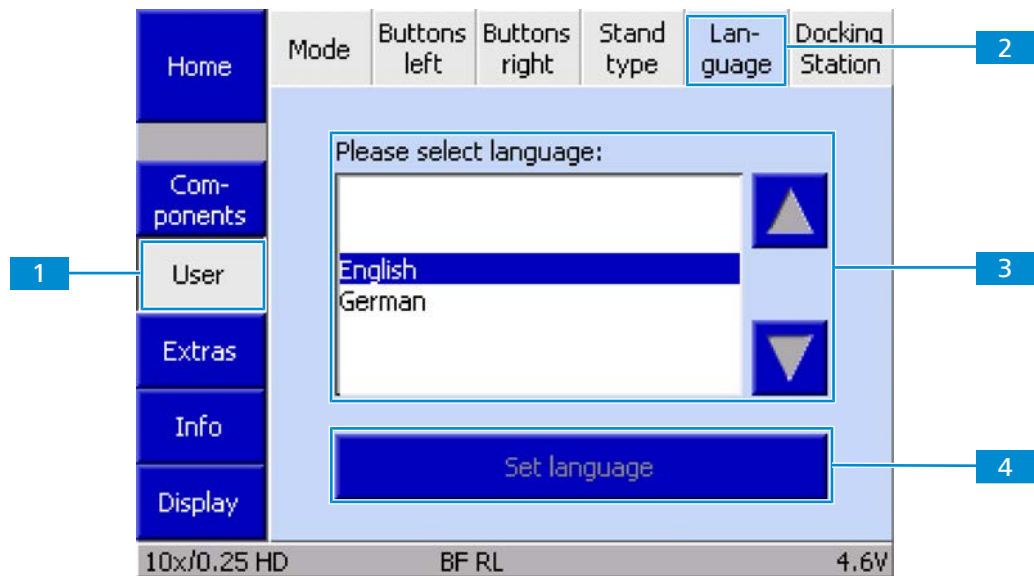 Home
Mode
Buttons
left
Buttons
right
Stand
type
Lan-
guage
Docking
Station
2
Please select language:
Com-
ponents
1
User
English
3
German
Extras
Info
Set language
4
Display
10x/0.25 HD
BF RL
4.6V